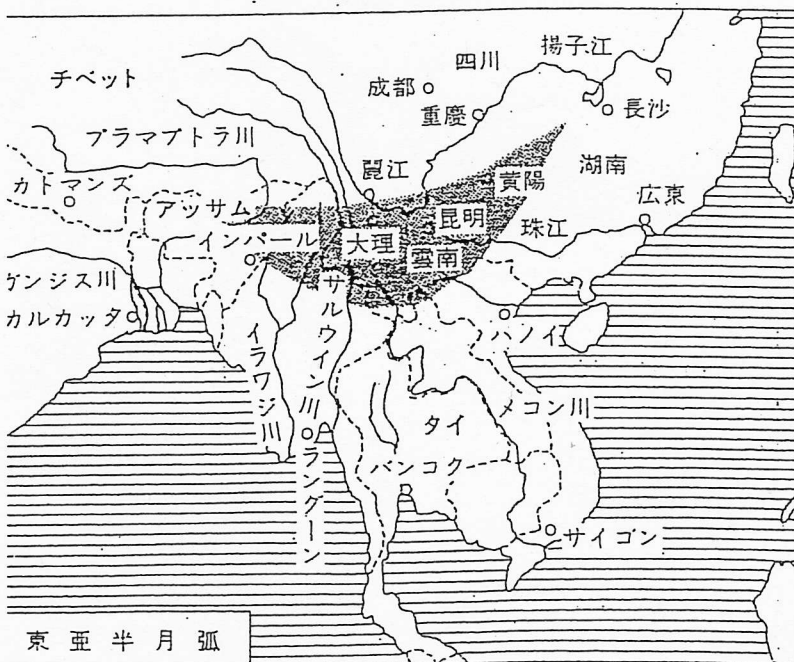 揚子江
四川
チベット
成都
重慶
長沙
ブラマプトラ川
麗江
黄陽
湖南
カトマンズ
広東
アッサム
昆明
珠江
インパール
大理
雲南
ガンジス川
サルウィン川
カルカッタ
ハノイ
イラワジ川
メコン川
タイ
ラングーン
バンコク
サイゴン
東亜半月弧